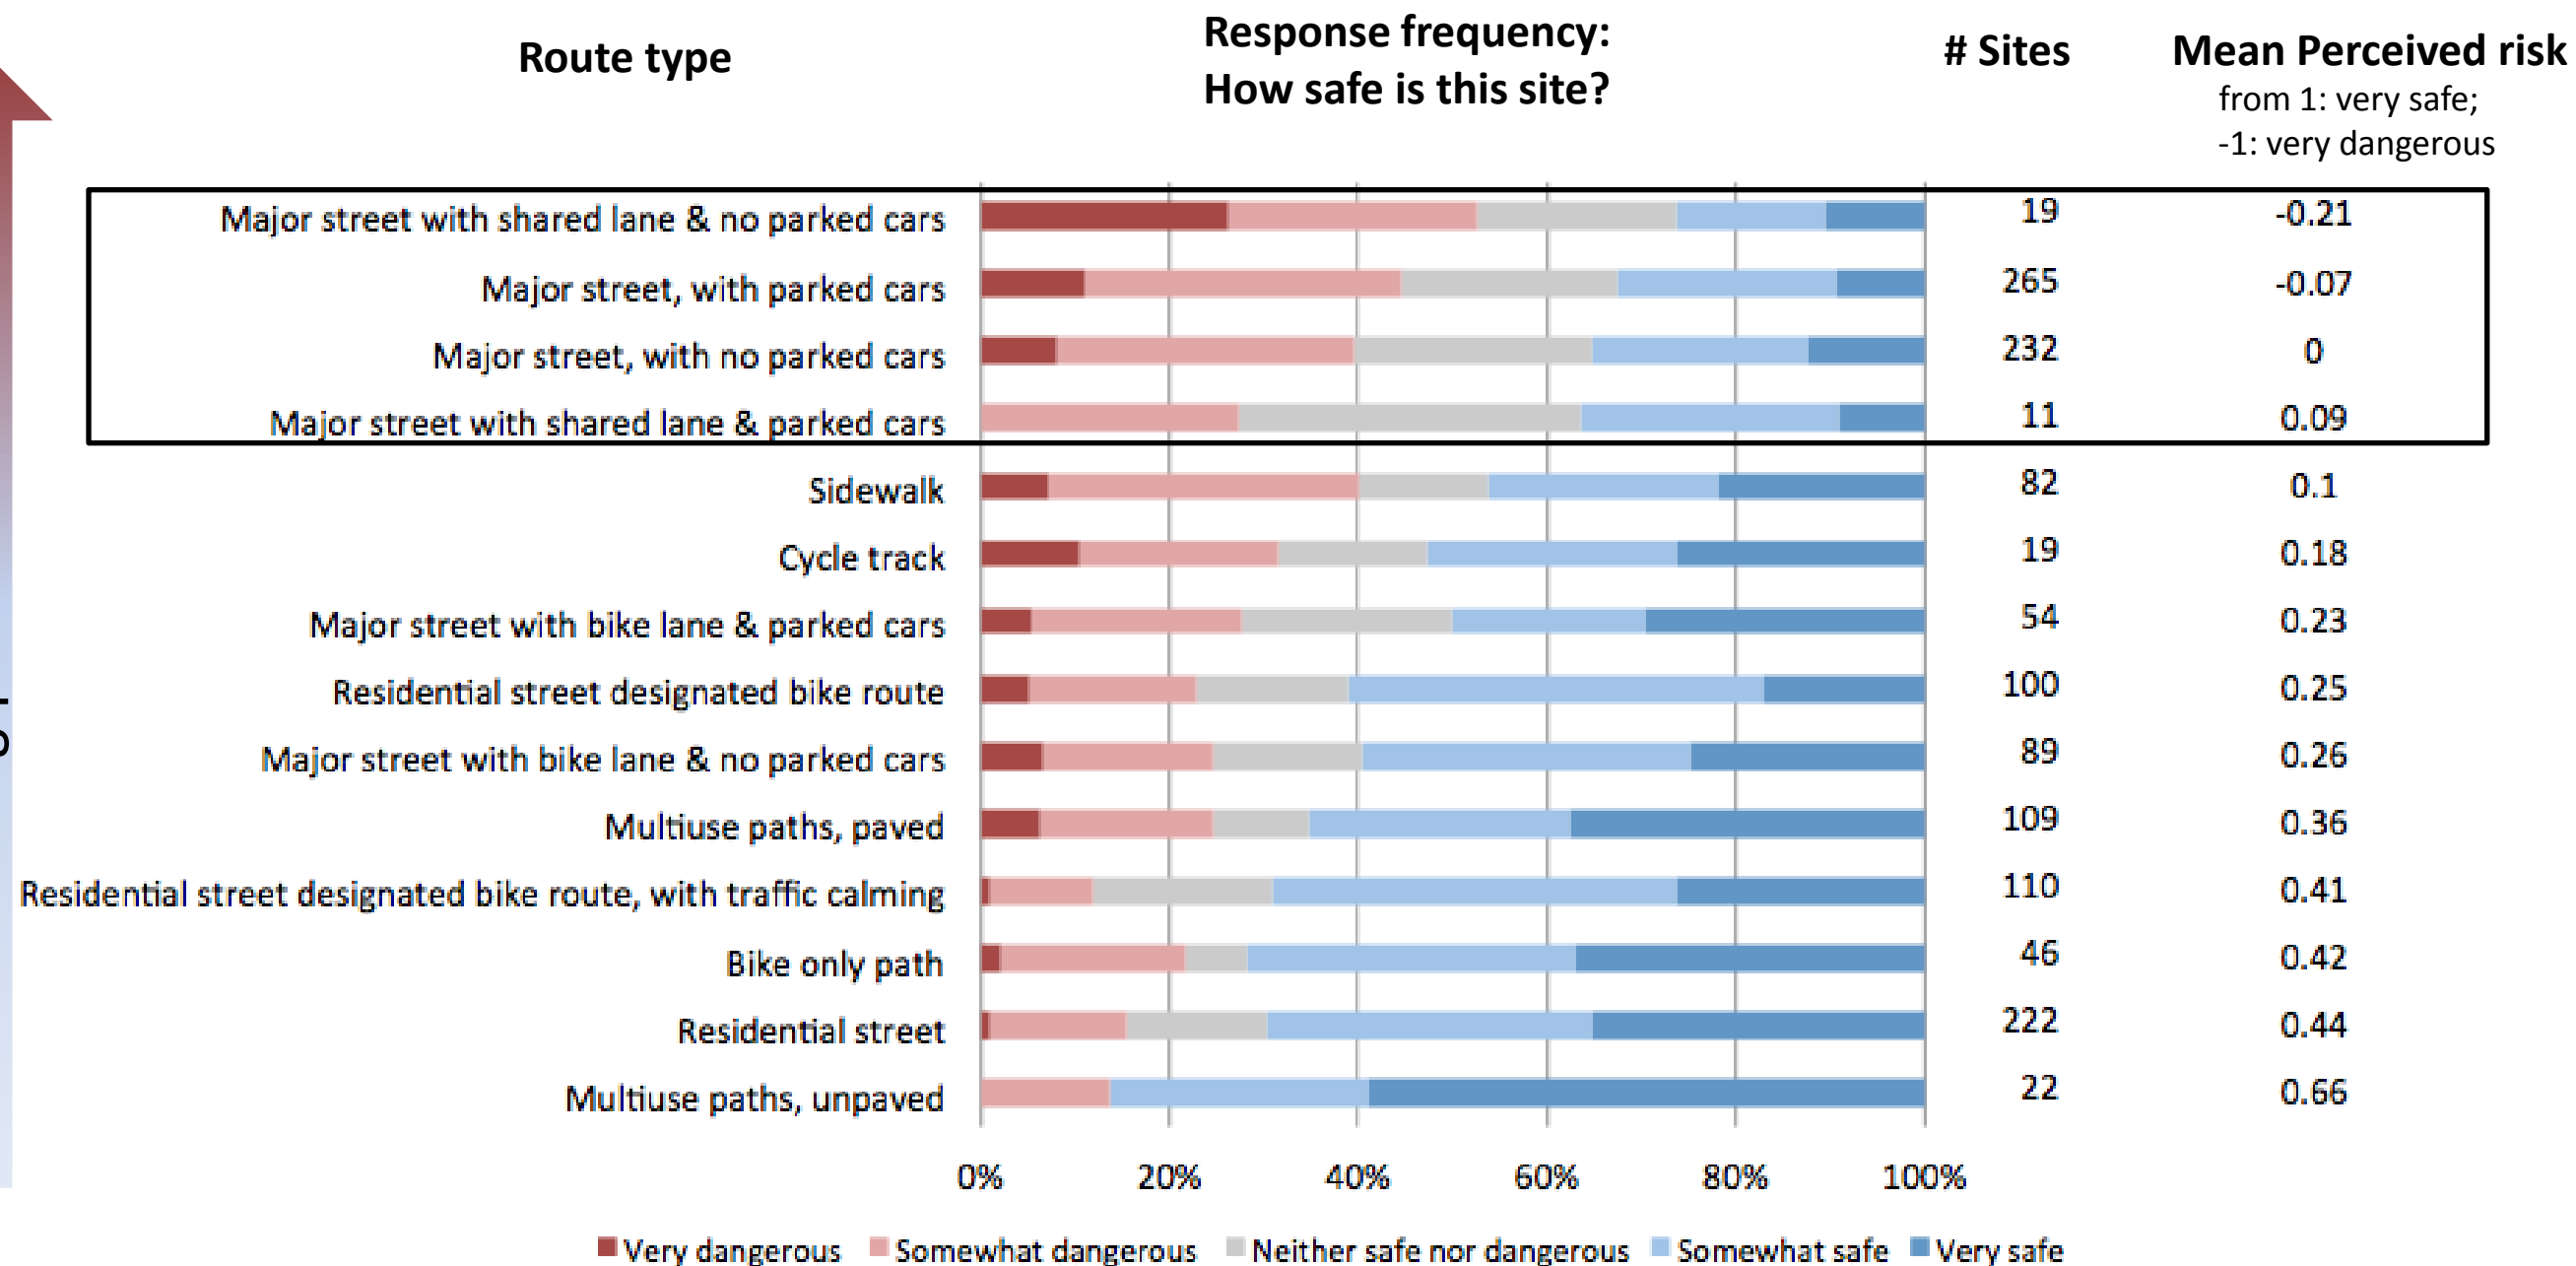 Route type
Response frequency:
How safe is this site?
# Sites
Mean Perceived risk
from 1: very safe;
-1: very dangerous
Major street with shared lane & no parked cars 19 -0.21
Major street, with parked cars 265 -0.07
Major street, with no parked cars 232 0
Major street with shared lane & parked cars 11 0.09
Sidewalk 82 0.1
Cycle track 19 0.18
Major street with bike lane & parked cars 54 0.23
Residential street designated bike route 100 0.25
Major street with bike lane & no parked cars 89 0.26
Multiuse paths, paved 109 0.36
Residential street designated bike route, with traffic calming 110 0.41
Bike only path 46 0.42
Residential street 222 0.44
Multiuse paths, unpaved 22 0.66
0% 20% 40% 60% 80% 100%
Very dangerous Somewhat dangerous Neither safe nor dangerous Somewhat safe Very safe